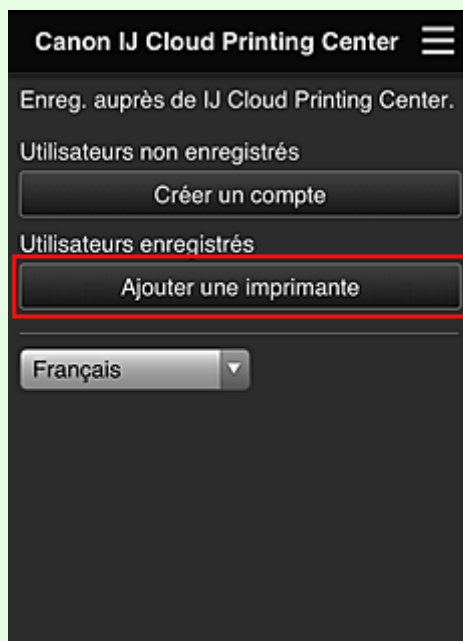 Canon IJ Cloud Printing Center
Enreg. auprès de IJ Cloud Printing Center.
Utilisateurs non enregistrés
Créer un compte
Utilisateurs enregistrés
Ajouter une imprimante
Français